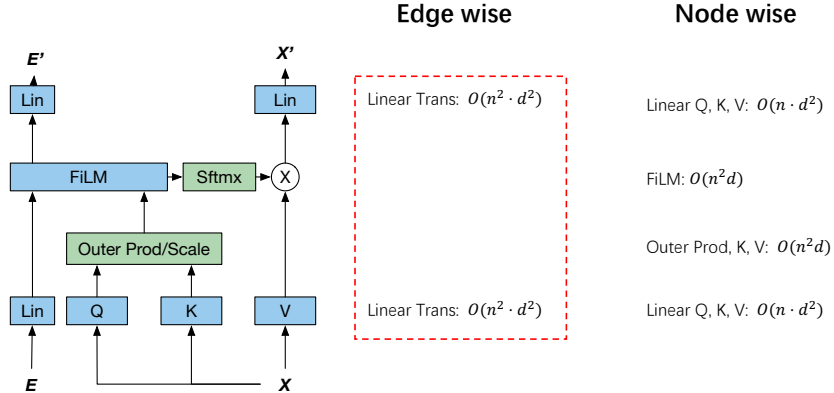 Edge wise
Node wise
E'
X'
Lin
Lin
Linear Trans: O(n² · d²)
Linear Q, K, V: O(n · d²)
FiLM
Sftmx
X
FiLM: O(n²d)
Outer Prod/Scale
Outer Prod, K, V: O(n²d)
Lin
Q
K
V
Linear Trans: O(n² · d²)
Linear Q, K, V: O(n · d²)
E
X